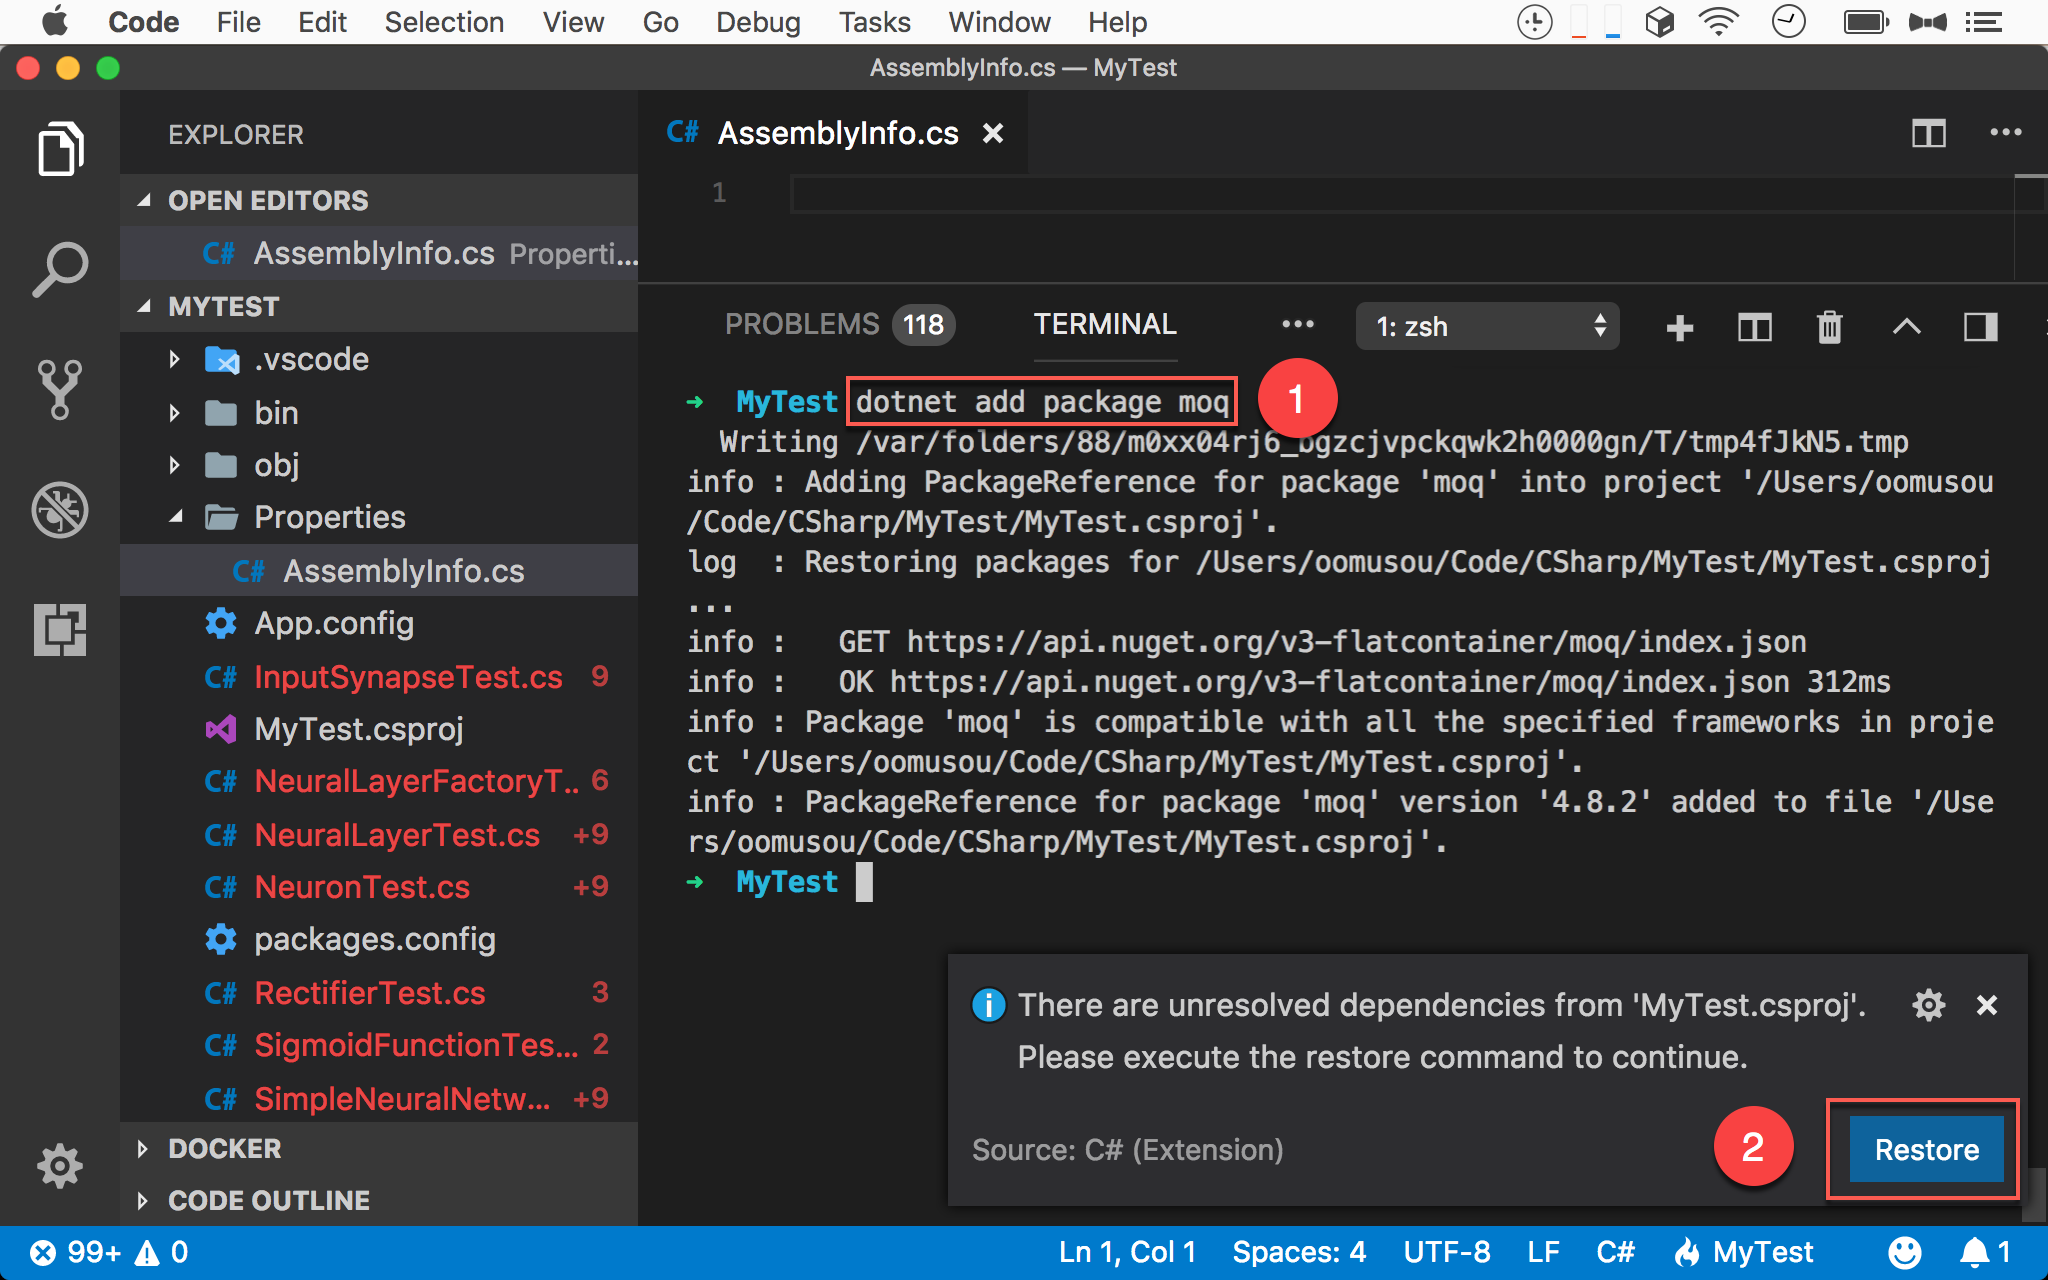 Code File Edit Selection View Go Debug Tasks Window Help
AssemblyInfo.cs — MyTest
EXPLORER
OPEN EDITORS
C# AssemblyInfo.cs Properti...
MYTEST
.vscode
bin
obj
Properties
C# AssemblyInfo.cs
App.config
C# InputSynapseTest.cs 9
MyTest.csproj
C# NeuralLayerFactoryT.. 6
C# NeuralLayerTest.cs +9
C# NeuronTest.cs +9
packages.config
C# RectifierTest.cs 3
C# SigmoidFunctionTes... 2
C# SimpleNeuralNetw... +9
DOCKER
CODE OUTLINE
C# AssemblyInfo.cs
1
PROBLEMS 118 TERMINAL ... 1: zsh
➜ MyTest dotnet add package moq 1
Writing /var/folders/88/m0xx04rj6_bgzcjvpckqwk2h0000gn/T/tmp4fJkN5.tmp
info : Adding PackageReference for package 'moq' into project '/Users/oomusou
/Code/CSharp/MyTest/MyTest.csproj'.
log : Restoring packages for /Users/oomusou/Code/CSharp/MyTest/MyTest.csproj
...
info : GET https://api.nuget.org/v3-flatcontainer/moq/index.json
info : OK https://api.nuget.org/v3-flatcontainer/moq/index.json 312ms
info : Package 'moq' is compatible with all the specified frameworks in proje
ct '/Users/oomusou/Code/CSharp/MyTest/MyTest.csproj'.
info : PackageReference for package 'moq' version '4.8.2' added to file '/Use
rs/oomusou/Code/CSharp/MyTest/MyTest.csproj'.
➜ MyTest
There are unresolved dependencies from 'MyTest.csproj'.
Please execute the restore command to continue.
Source: C# (Extension) 2 Restore
99+ 0 Ln 1, Col 1 Spaces: 4 UTF-8 LF C# MyTest 1